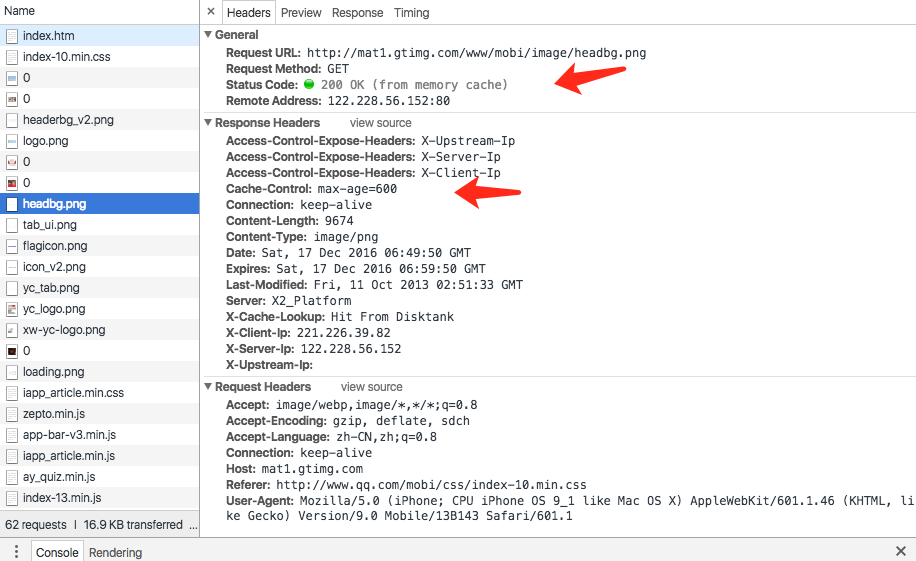 Name
index.htm
index-10.min.css
0
0
headerbg_v2.png
logo.png
0
0
headbg.png
tab_ui.png
flagicon.png
icon_v2.png
yc_tab.png
yc_logo.png
xw-yc-logo.png
0
loading.png
iapp_article.min.css
zepto.min.js
app-bar-v3.min.js
iapp_article.min.js
ay_quiz.min.js
index-13.min.js
62 requests | 16.9 KB transferred ...
× Headers Preview Response Timing
▼ General
Request URL: http://mat1.gtimg.com/www/mobi/image/headbg.png
Request Method: GET
Status Code: 200 OK (from memory cache)
Remote Address: 122.228.56.152:80
▼ Response Headers view source
Access-Control-Expose-Headers: X-Upstream-Ip
Access-Control-Expose-Headers: X-Server-Ip
Access-Control-Expose-Headers: X-Client-Ip
Cache-Control: max-age=600
Connection: keep-alive
Content-Length: 9674
Content-Type: image/png
Date: Sat, 17 Dec 2016 06:49:50 GMT
Expires: Sat, 17 Dec 2016 06:59:50 GMT
Last-Modified: Fri, 11 Oct 2013 02:51:33 GMT
Server: X2_Platform
X-Cache-Lookup: Hit From Disktank
X-Client-Ip: 221.226.39.82
X-Server-Ip: 122.228.56.152
X-Upstream-Ip:
▼ Request Headers view source
Accept: image/webp,image/*,*/*;q=0.8
Accept-Encoding: gzip, deflate, sdch
Accept-Language: zh-CN,zh;q=0.8
Connection: keep-alive
Host: mat1.gtimg.com
Referer: http://www.qq.com/mobi/css/index-10.min.css
User-Agent: Mozilla/5.0 (iPhone; CPU iPhone OS 9_1 like Mac OS X) AppleWebKit/601.1.46 (KHTML, li
ke Gecko) Version/9.0 Mobile/13B143 Safari/601.1
Console Rendering ×